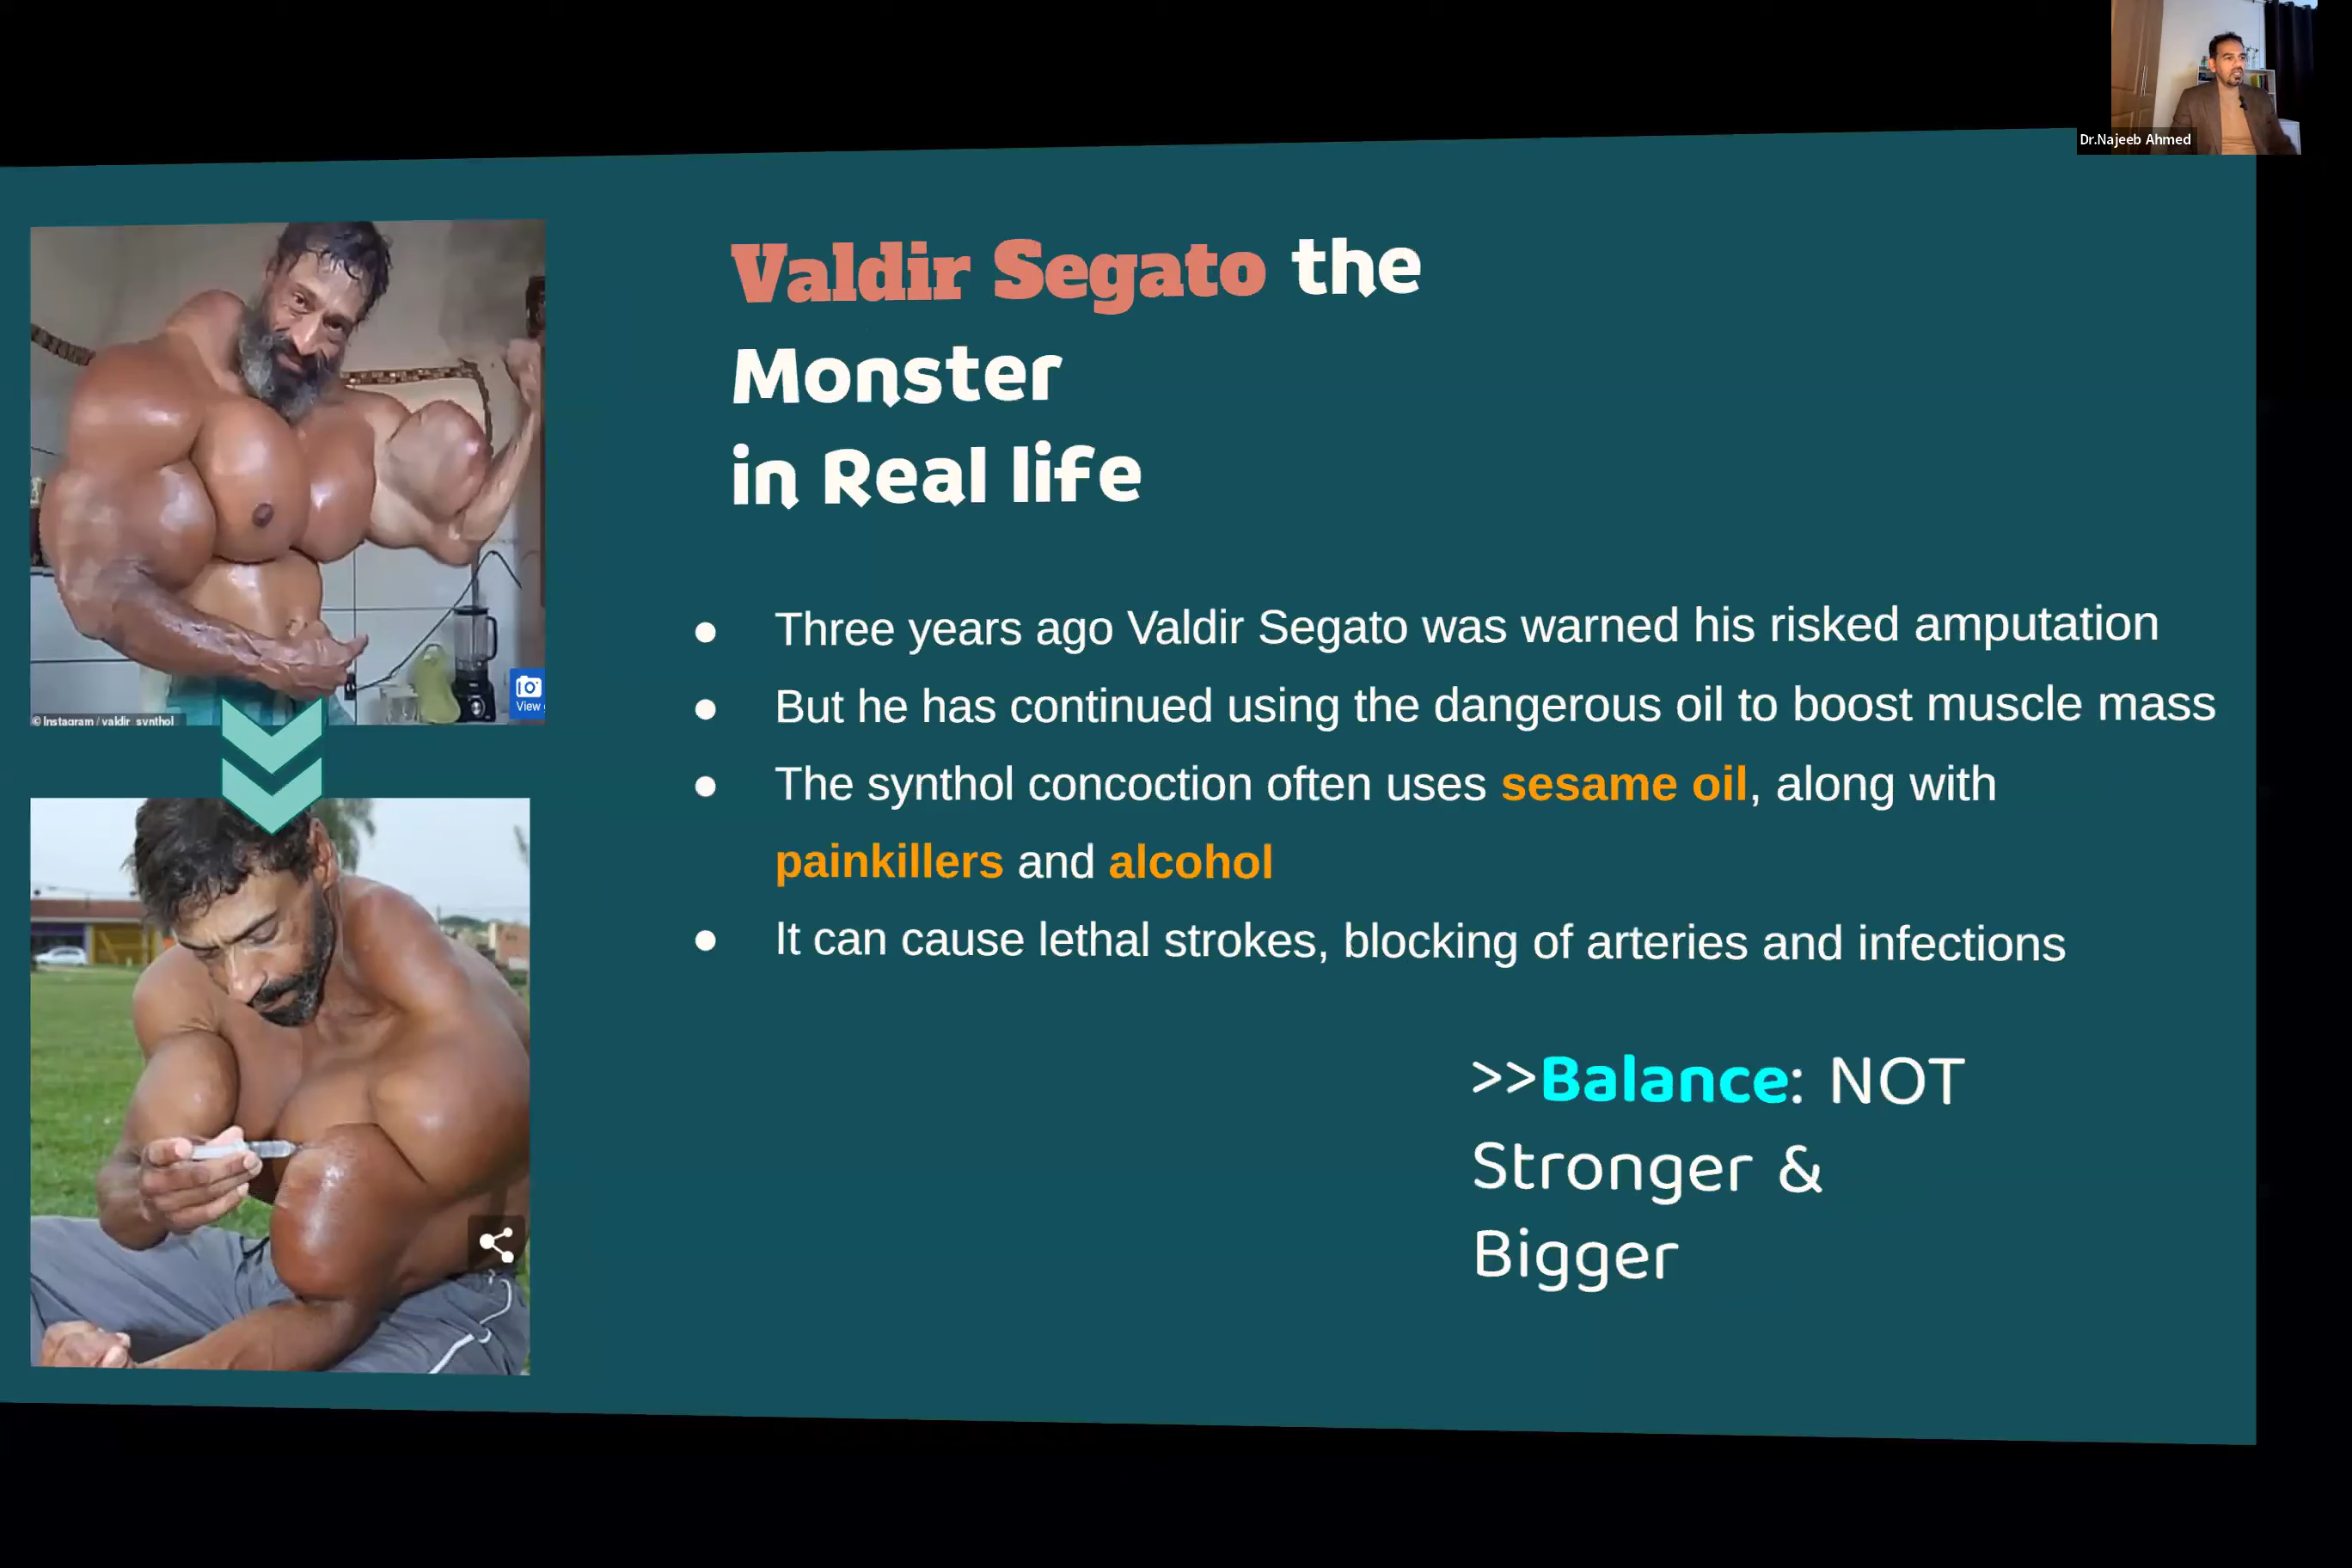 Dr.Najeeb Ahmed
Valdir Segato the
Monster
in Real life
● Three years ago Valdir Segato was warned his risked amputation
● But he has continued using the dangerous oil to boost muscle mass
● The synthol concoction often uses sesame oil, along with
painkillers and alcohol
● It can cause lethal strokes, blocking of arteries and infections
>>Balance: NOT
Stronger &
Bigger
View
© Instagram / valdir_synthol